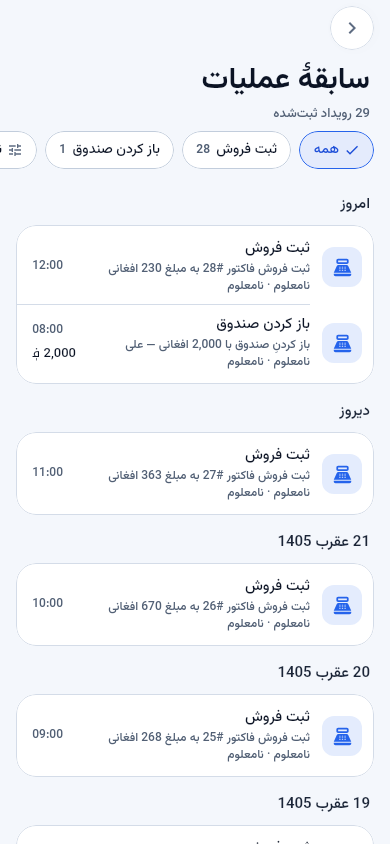 سابقهٔ عملیات
29 رویداد ثبت‌شده
همه
ثبت فروش 28
باز کردن صندوق 1
امروز
ثبت فروش
ثبت فروش فاکتور #28 به مبلغ 230 افغانی
نامعلوم · نامعلوم
12:00
باز کردن صندوق
باز کردنِ صندوق با 2,000 افغانی — علی
نامعلوم · نامعلوم
08:00
2,000 ؋
دیروز
ثبت فروش
ثبت فروش فاکتور #27 به مبلغ 363 افغانی
نامعلوم · نامعلوم
11:00
21 عقرب 1405
ثبت فروش
ثبت فروش فاکتور #26 به مبلغ 670 افغانی
نامعلوم · نامعلوم
10:00
20 عقرب 1405
ثبت فروش
ثبت فروش فاکتور #25 به مبلغ 268 افغانی
نامعلوم · نامعلوم
09:00
19 عقرب 1405